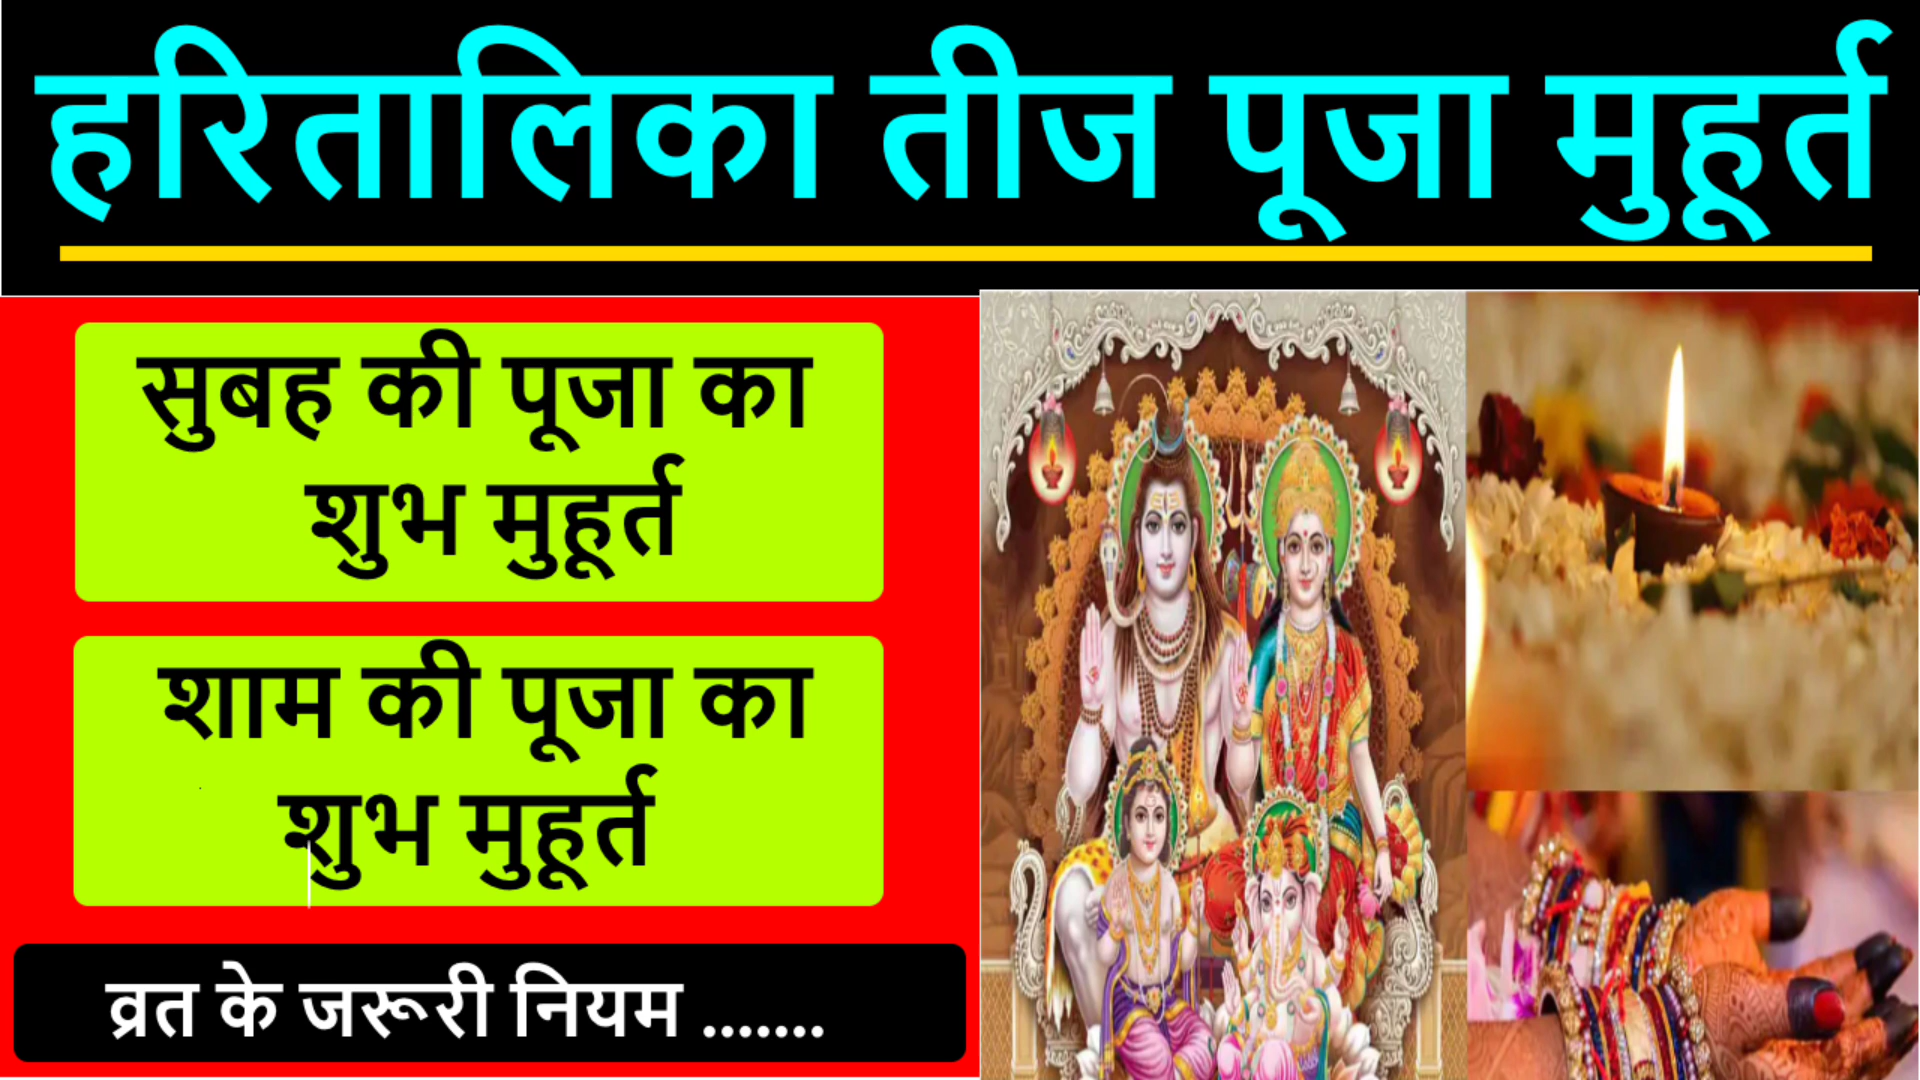 हरितालिका तीज पूजा मुहूर्त
सुबह की पूजा का
शुभ मुहूर्त
शाम की पूजा का
शुभ मुहूर्त
व्रत के जरूरी नियम .......